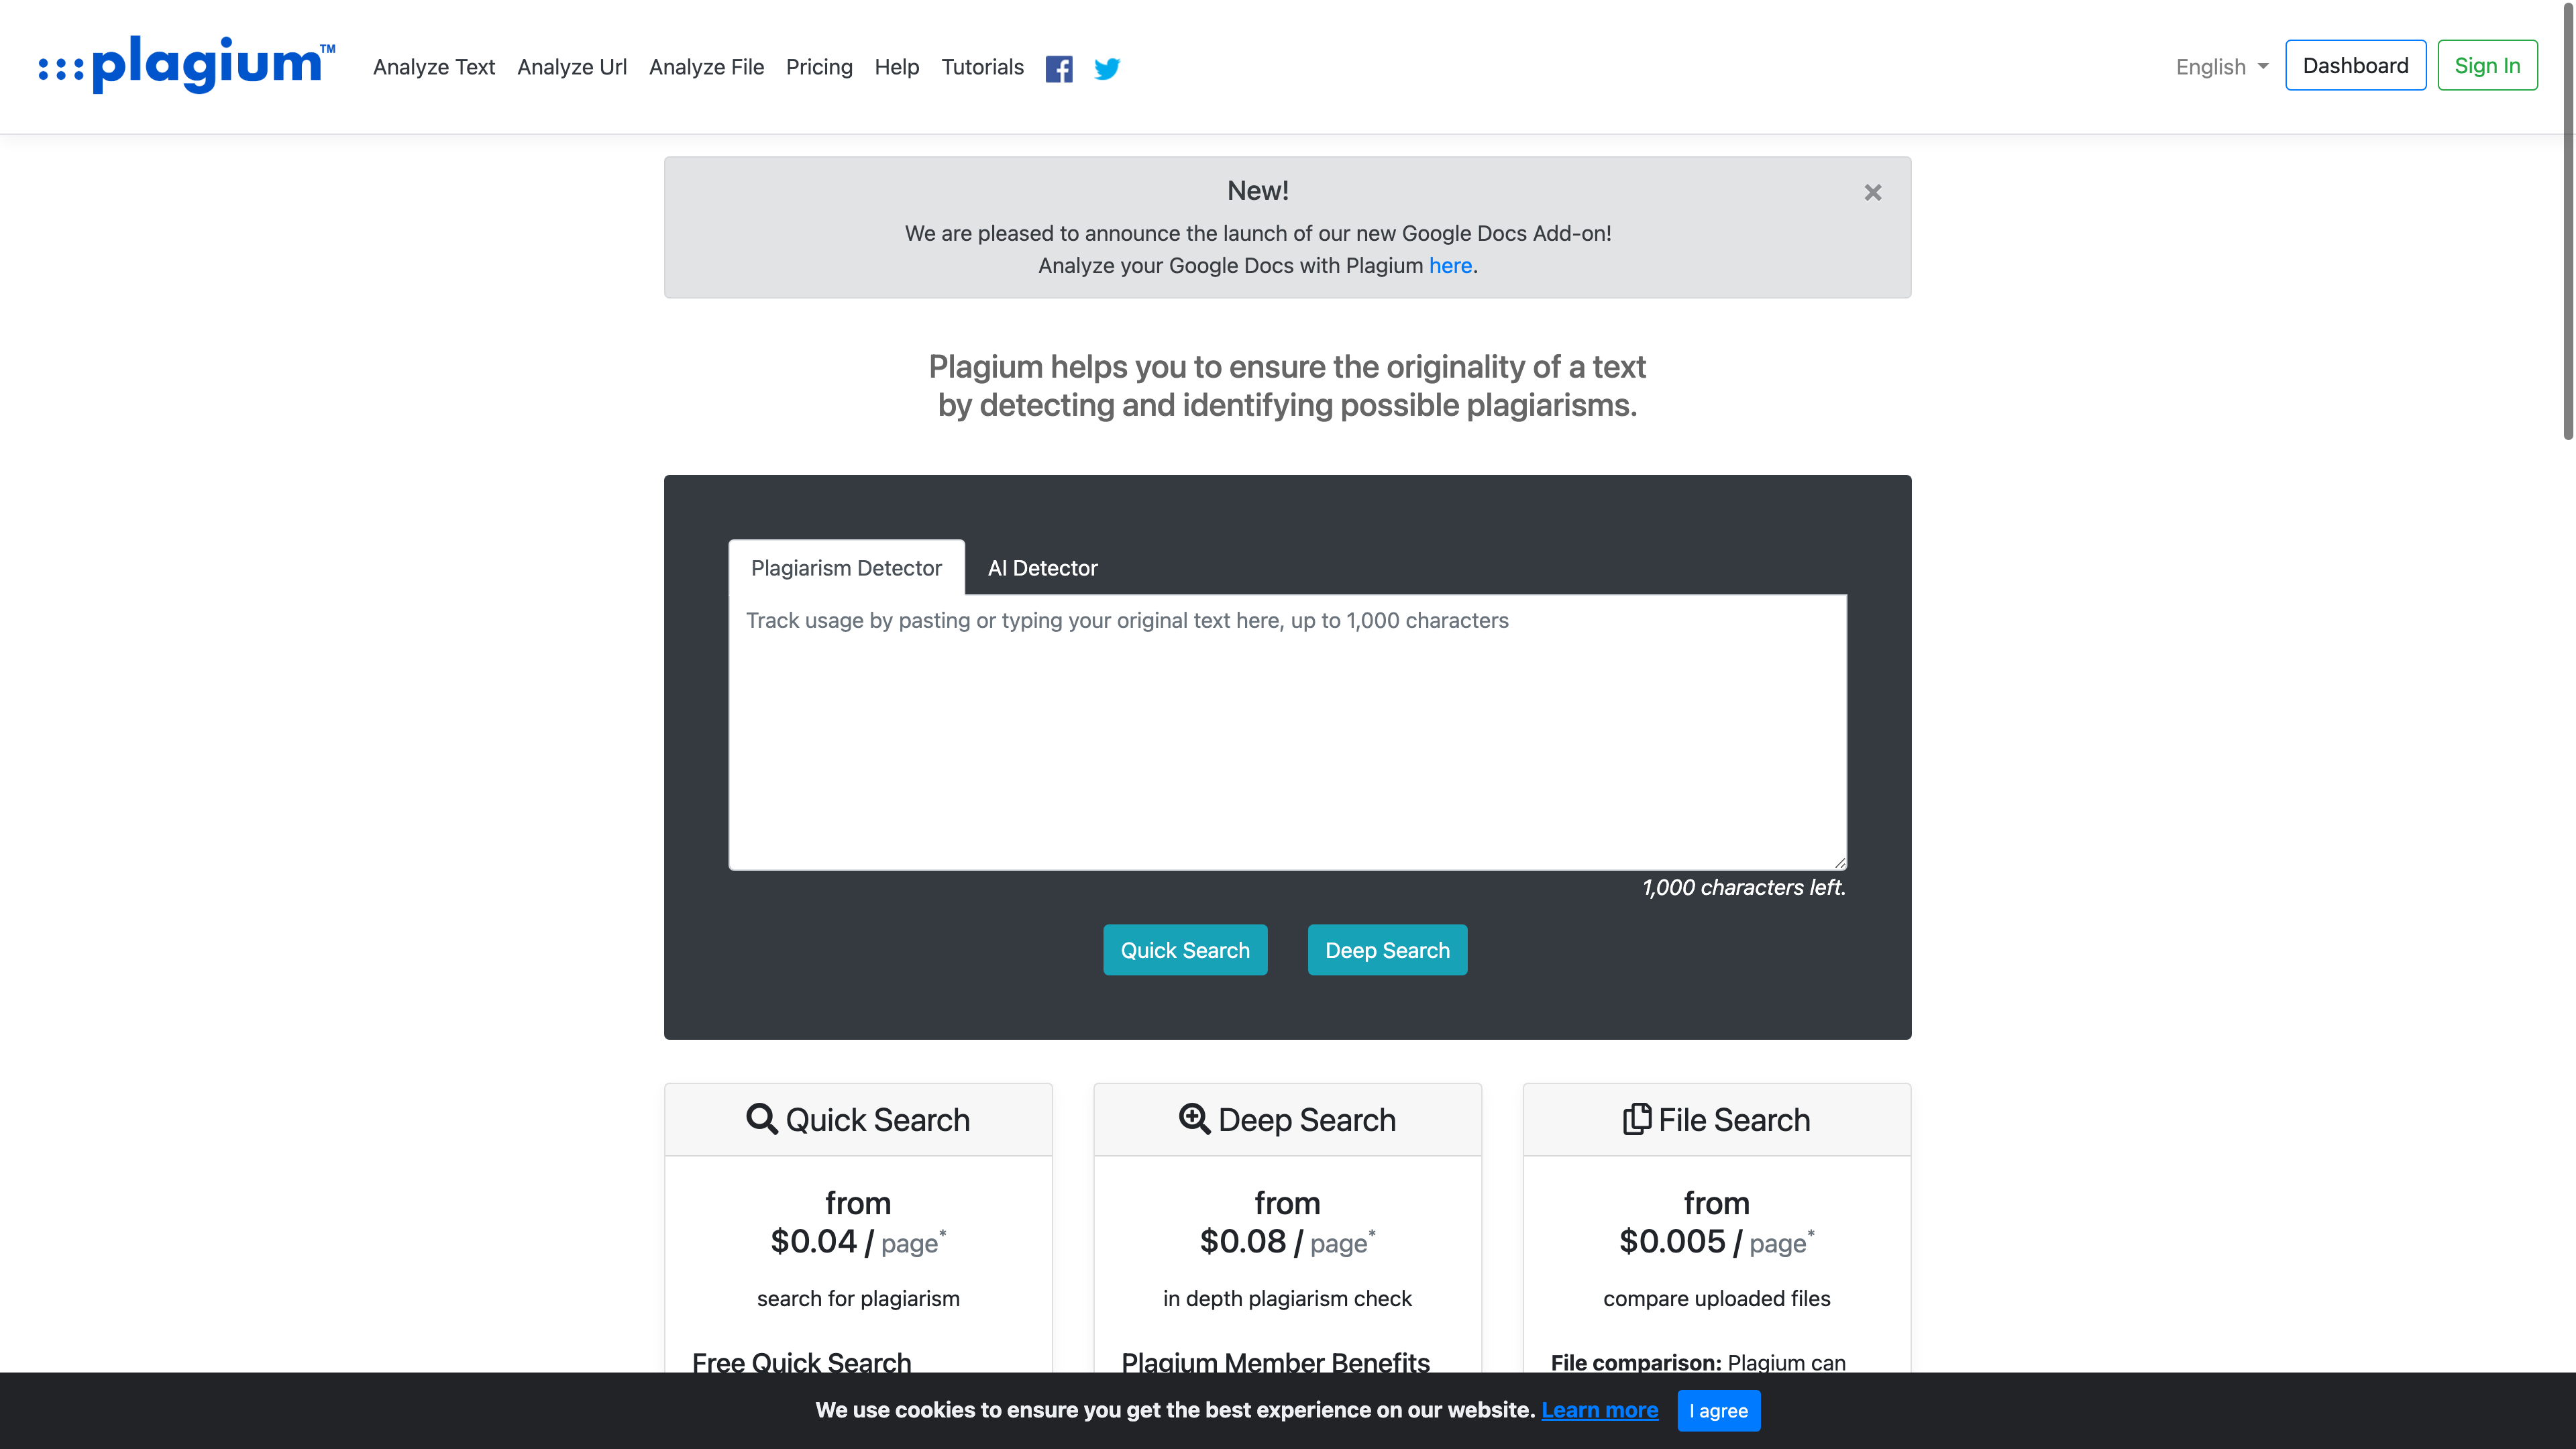 plagium™
Analyze Text Analyze Url Analyze File Pricing Help Tutorials
English Dashboard Sign In
New!
×
We are pleased to announce the launch of our new Google Docs Add-on!
Analyze your Google Docs with Plagium here.
Plagium helps you to ensure the originality of a text
by detecting and identifying possible plagiarisms.
Plagiarism Detector AI Detector
Track usage by pasting or typing your original text here, up to 1,000 characters
1,000 characters left.
Quick Search Deep Search
Quick Search
from
$0.04 / page*
search for plagiarism
Free Quick Search
Deep Search
from
$0.08 / page*
in depth plagiarism check
Plagium Member Benefits
File Search
from
$0.005 / page*
compare uploaded files
File comparison: Plagium can
We use cookies to ensure you get the best experience on our website. Learn more I agree